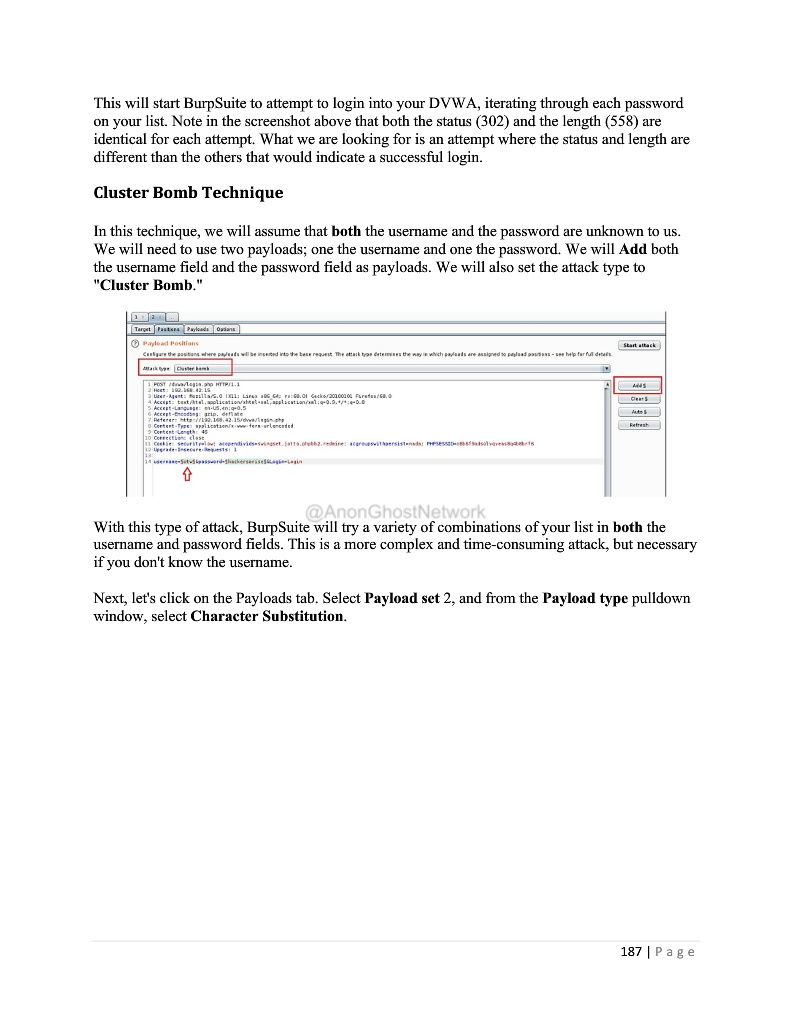 This will start BurpSuite to attempt to login into your DVWA, iterating through each password
on your list. Note in the screenshot above that both the status (302) and the length (558) are
identical for each attempt. What we are looking for is an attempt where the status and length are
different than the others that would indicate a successful login.
Cluster Bomb Technique
In this technique, we will assume that both the username and the password are unknown to us.
We will need to use two payloads; one the username and one the password. We will Add both
the username field and the password field as payloads. We will also set the attack type to
"Cluster Bomb."
1 2 ...
Target Positions Payloads Options
? Payload Positions
Start attack
Configure the positions where payloads will be inserted into the base request. The attack type determines the way in which payloads are assigned to payload positions - see help for full details.
Attack type: Cluster bomb
Add §
Clear §
Auto §
Refresh
1 POST /dvwa/login.php HTTP/1.1
2 Host: 192.168.42.15
3 User-Agent: Mozilla/5.0 (X11; Linux x86_64; rv:68.0) Gecko/20100101 Firefox/68.0
4 Accept: text/html,application/xhtml+xml,application/xml;q=0.9,*/*;q=0.8
5 Accept-Language: en-US,en;q=0.5
6 Accept-Encoding: gzip, deflate
7 Referer: http://192.168.42.15/dvwa/login.php
8 Content-Type: application/x-www-form-urlencoded
9 Content-Length: 46
10 Connection: close
11 Cookie: security=low; acopendivids=swingset,jotto,phpbb2,redmine; acgroupswithpersist=nada;
12 Upgrade-Insecure-Requests: 1
13
14 username=§otw§&password=§hackersarise§&Login=Login
@AnonGhostNetwork
With this type of attack, BurpSuite will try a variety of combinations of your list in both the
username and password fields. This is a more complex and time-consuming attack, but necessary
if you don't know the username.
Next, let's click on the Payloads tab. Select Payload set 2, and from the Payload type pulldown
window, select Character Substitution.
187 | Page